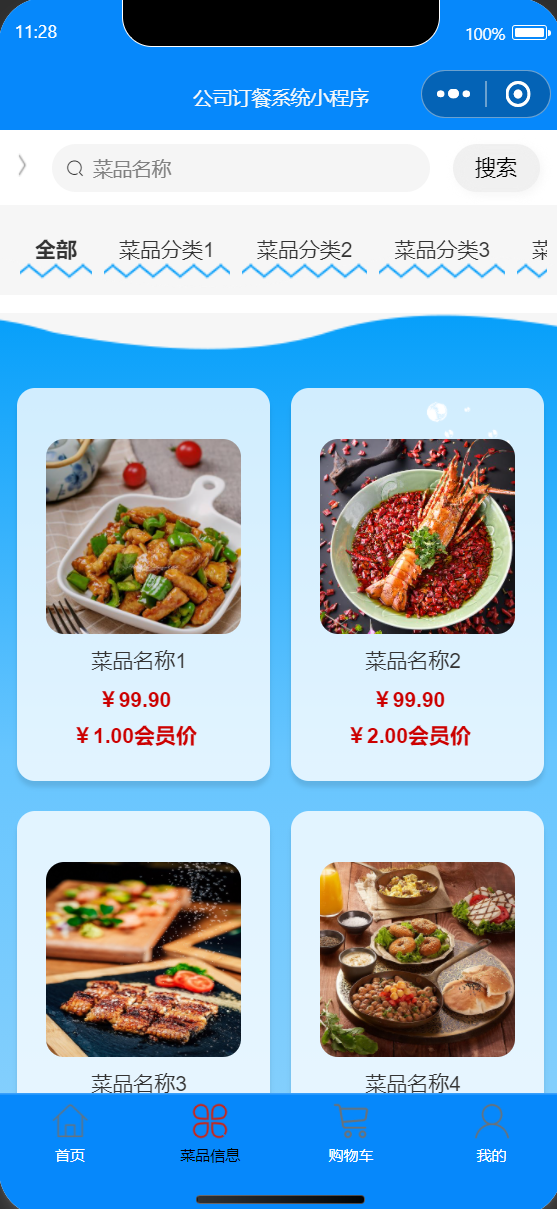 11:28
100%
公司订餐系统小程序
菜品名称
搜索
全部 菜品分类1 菜品分类2 菜品分类3
菜品名称1
￥99.90
￥1.00会员价
菜品名称2
￥99.90
￥2.00会员价
菜品名称3
菜品名称4
首页 菜品信息 购物车 我的